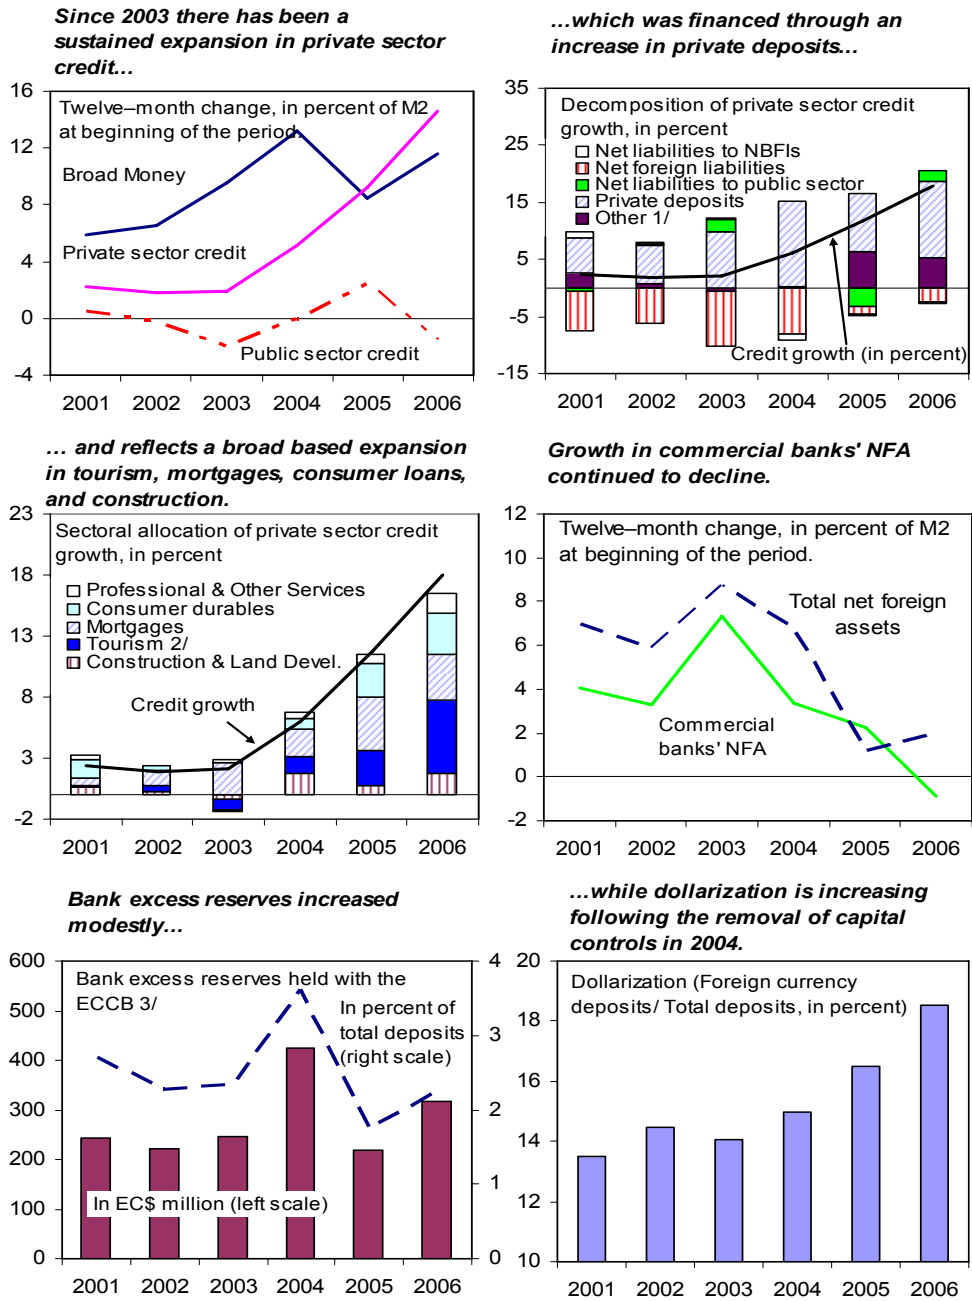 Since 2003 there has been a
sustained expansion in private sector
credit…
16
12
8
4
0
-4
Twelve–month change, in percent of M2
at beginning of the period.
Broad Money
Private sector credit
Public sector credit
2001 2002 2003 2004 2005 2006
…which was financed through an
increase in private deposits…
35
25
15
5
-5
-15
Decomposition of private sector credit
growth, in percent
Net liabilities to NBFIs
Net foreign liabilities
Net liabilities to public sector
Private deposits
Other 1/
Credit growth (in percent)
2001 2002 2003 2004 2005 2006
… and reflects a broad based expansion
in tourism, mortgages, consumer loans,
and construction.
23
18
13
8
3
-2
Sectoral allocation of private sector credit
growth, in percent
Professional & Other Services
Consumer durables
Mortgages
Tourism 2/
Construction & Land Devel.
Credit growth
2001 2002 2003 2004 2005 2006
Growth in commercial banks' NFA
continued to decline.
12
10
8
6
4
2
0
-2
Twelve–month change, in percent of M2
at beginning of the period.
Total net foreign
assets
Commercial
banks' NFA
2001 2002 2003 2004 2005 2006
Bank excess reserves increased
modestly…
600
500
400
300
200
100
0
Bank excess reserves held with the
ECCB 3/
In percent of
total deposits
(right scale)
In EC$ million (left scale)
4
3
2
1
0
2001 2002 2003 2004 2005 2006
…while dollarization is increasing
following the removal of capital
controls in 2004.
20
18
16
14
12
10
Dollarization (Foreign currency
deposits/ Total deposits, in percent)
2001 2002 2003 2004 2005 2006